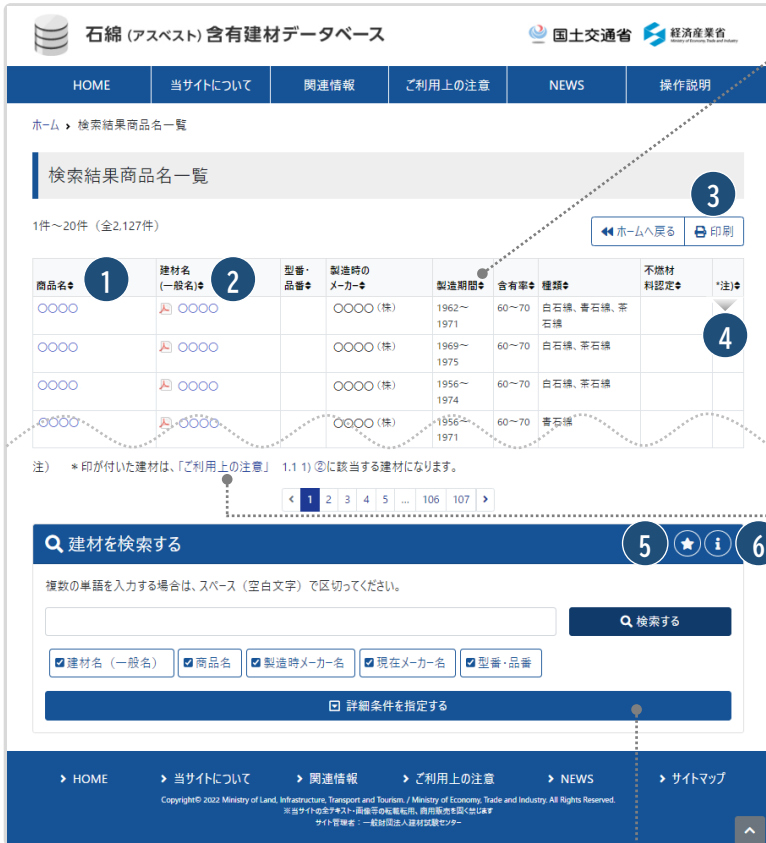 石綿 (アスベスト) 含有建材データベース
国土交通省
経済産業省
Ministry of Economy, Trade and Industry
HOME 当サイトについて 関連情報 ご利用上の注意 NEWS 操作説明
ホーム › 検索結果商品名一覧
検索結果商品名一覧
3
1件～20件（全2,127件）
ホームへ戻る 印刷
商品名 1 建材名(一般名) 2 型番・品番 製造時のメーカー 製造期間 含有率 種類 不燃材料認定 *注)
〇〇〇〇 〇〇〇〇 〇〇〇〇 (株) 1962～1971 60～70 白石綿、青石綿、茶石綿
4
〇〇〇〇 〇〇〇〇 〇〇〇〇 (株) 1969～1975 60～70 白石綿、茶石綿
〇〇〇〇 〇〇〇〇 〇〇〇〇 (株) 1956～1974 60～70 白石綿、茶石綿
〇〇〇〇 〇〇〇〇 〇〇〇〇 (株) 1956～1971 60～70 青石綿
注） ＊印が付いた建材は、「ご利用上の注意」 1.1 1) ②に該当する建材になります。
‹ 1 2 3 4 5 ... 106 107 ›
建材を検索する 5 6
複数の単語を入力する場合は、スペース（空白文字）で区切ってください。
検索する
建材名（一般名） 商品名 製造時メーカー名 現在メーカー名 型番・品番
詳細条件を指定する
› HOME › 当サイトについて › 関連情報 › ご利用上の注意 › NEWS › サイトマップ
Copyright© 2022 Ministry of Land, Infrastructure, Transport and Tourism. / Ministry of Economy, Trade and Industry. All Rights Reserved.
※当サイトの全テキスト・画像等の転載転用、商用販売を固く禁じます
サイト管理者：一般財団法人建材試験センター